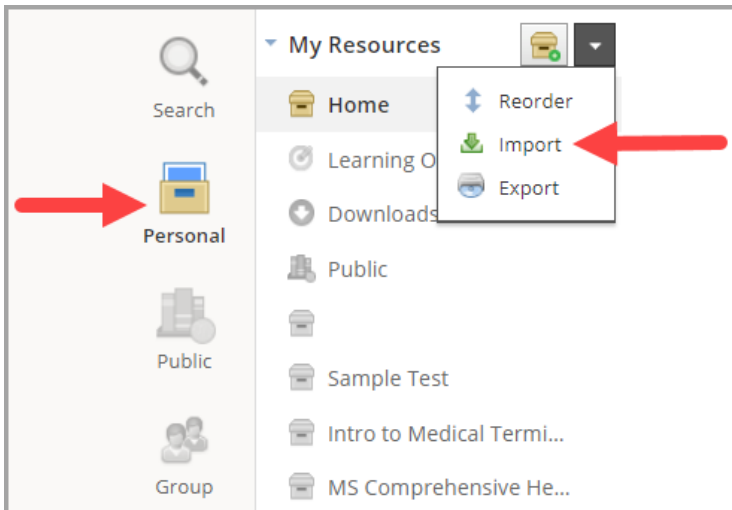 Search
Personal
Public
Group
My Resources
Home
Learning O
Downloads
Public
Sample Test
Intro to Medical Termi...
MS Comprehensive He...
Reorder
Import
Export